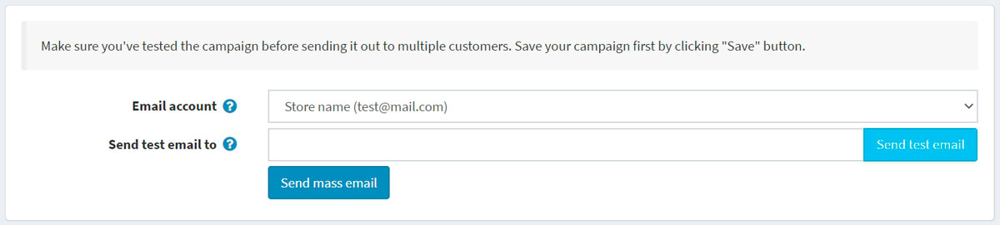 Make sure you've tested the campaign before sending it out to multiple customers. Save your campaign first by clicking "Save" button.
Email account ?
Store name (test@mail.com)
Send test email to ?
Send test email
Send mass email